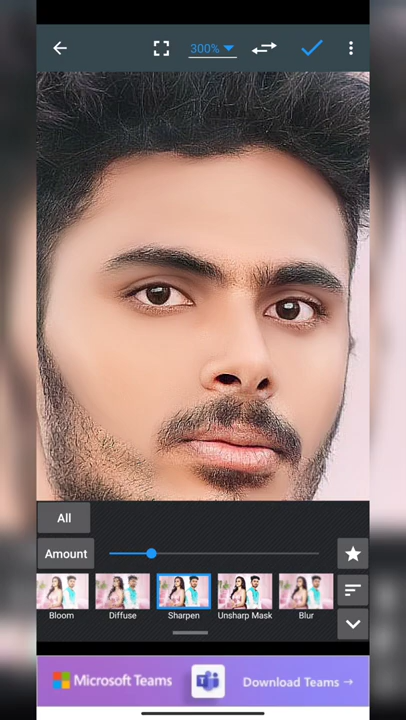 300%
All
Amount
Bloom Diffuse Sharpen Unsharp Mask Blur
Microsoft Teams Download Teams →